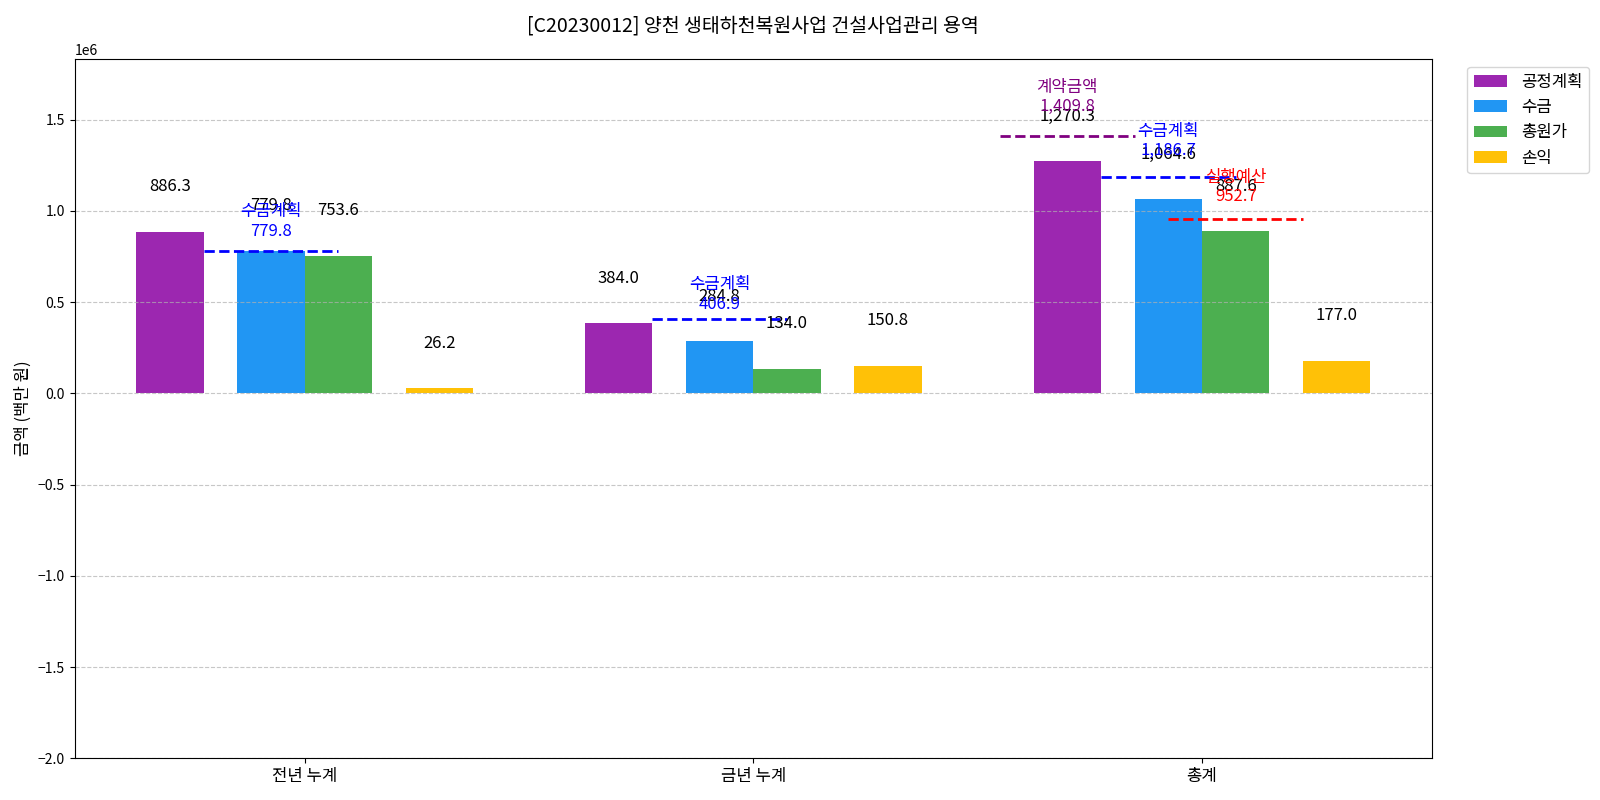 [C20230012] 양천 생태하천복원사업 건설사업관리 용역
1e6
금액 (백만 원)
1.5
1.0
0.5
0.0
−0.5
−1.0
−1.5
−2.0
886.3
779.8
수금계획
779.8
753.6
26.2
384.0
수금계획
284.8
406.9
134.0
150.8
계약금액
1,409.8
1,270.3
수금계획
1,186.7
1,064.6
실행예산
887.6
952.7
177.0
전년 누계
금년 누계
총계
공정계획
수금
총원가
손익